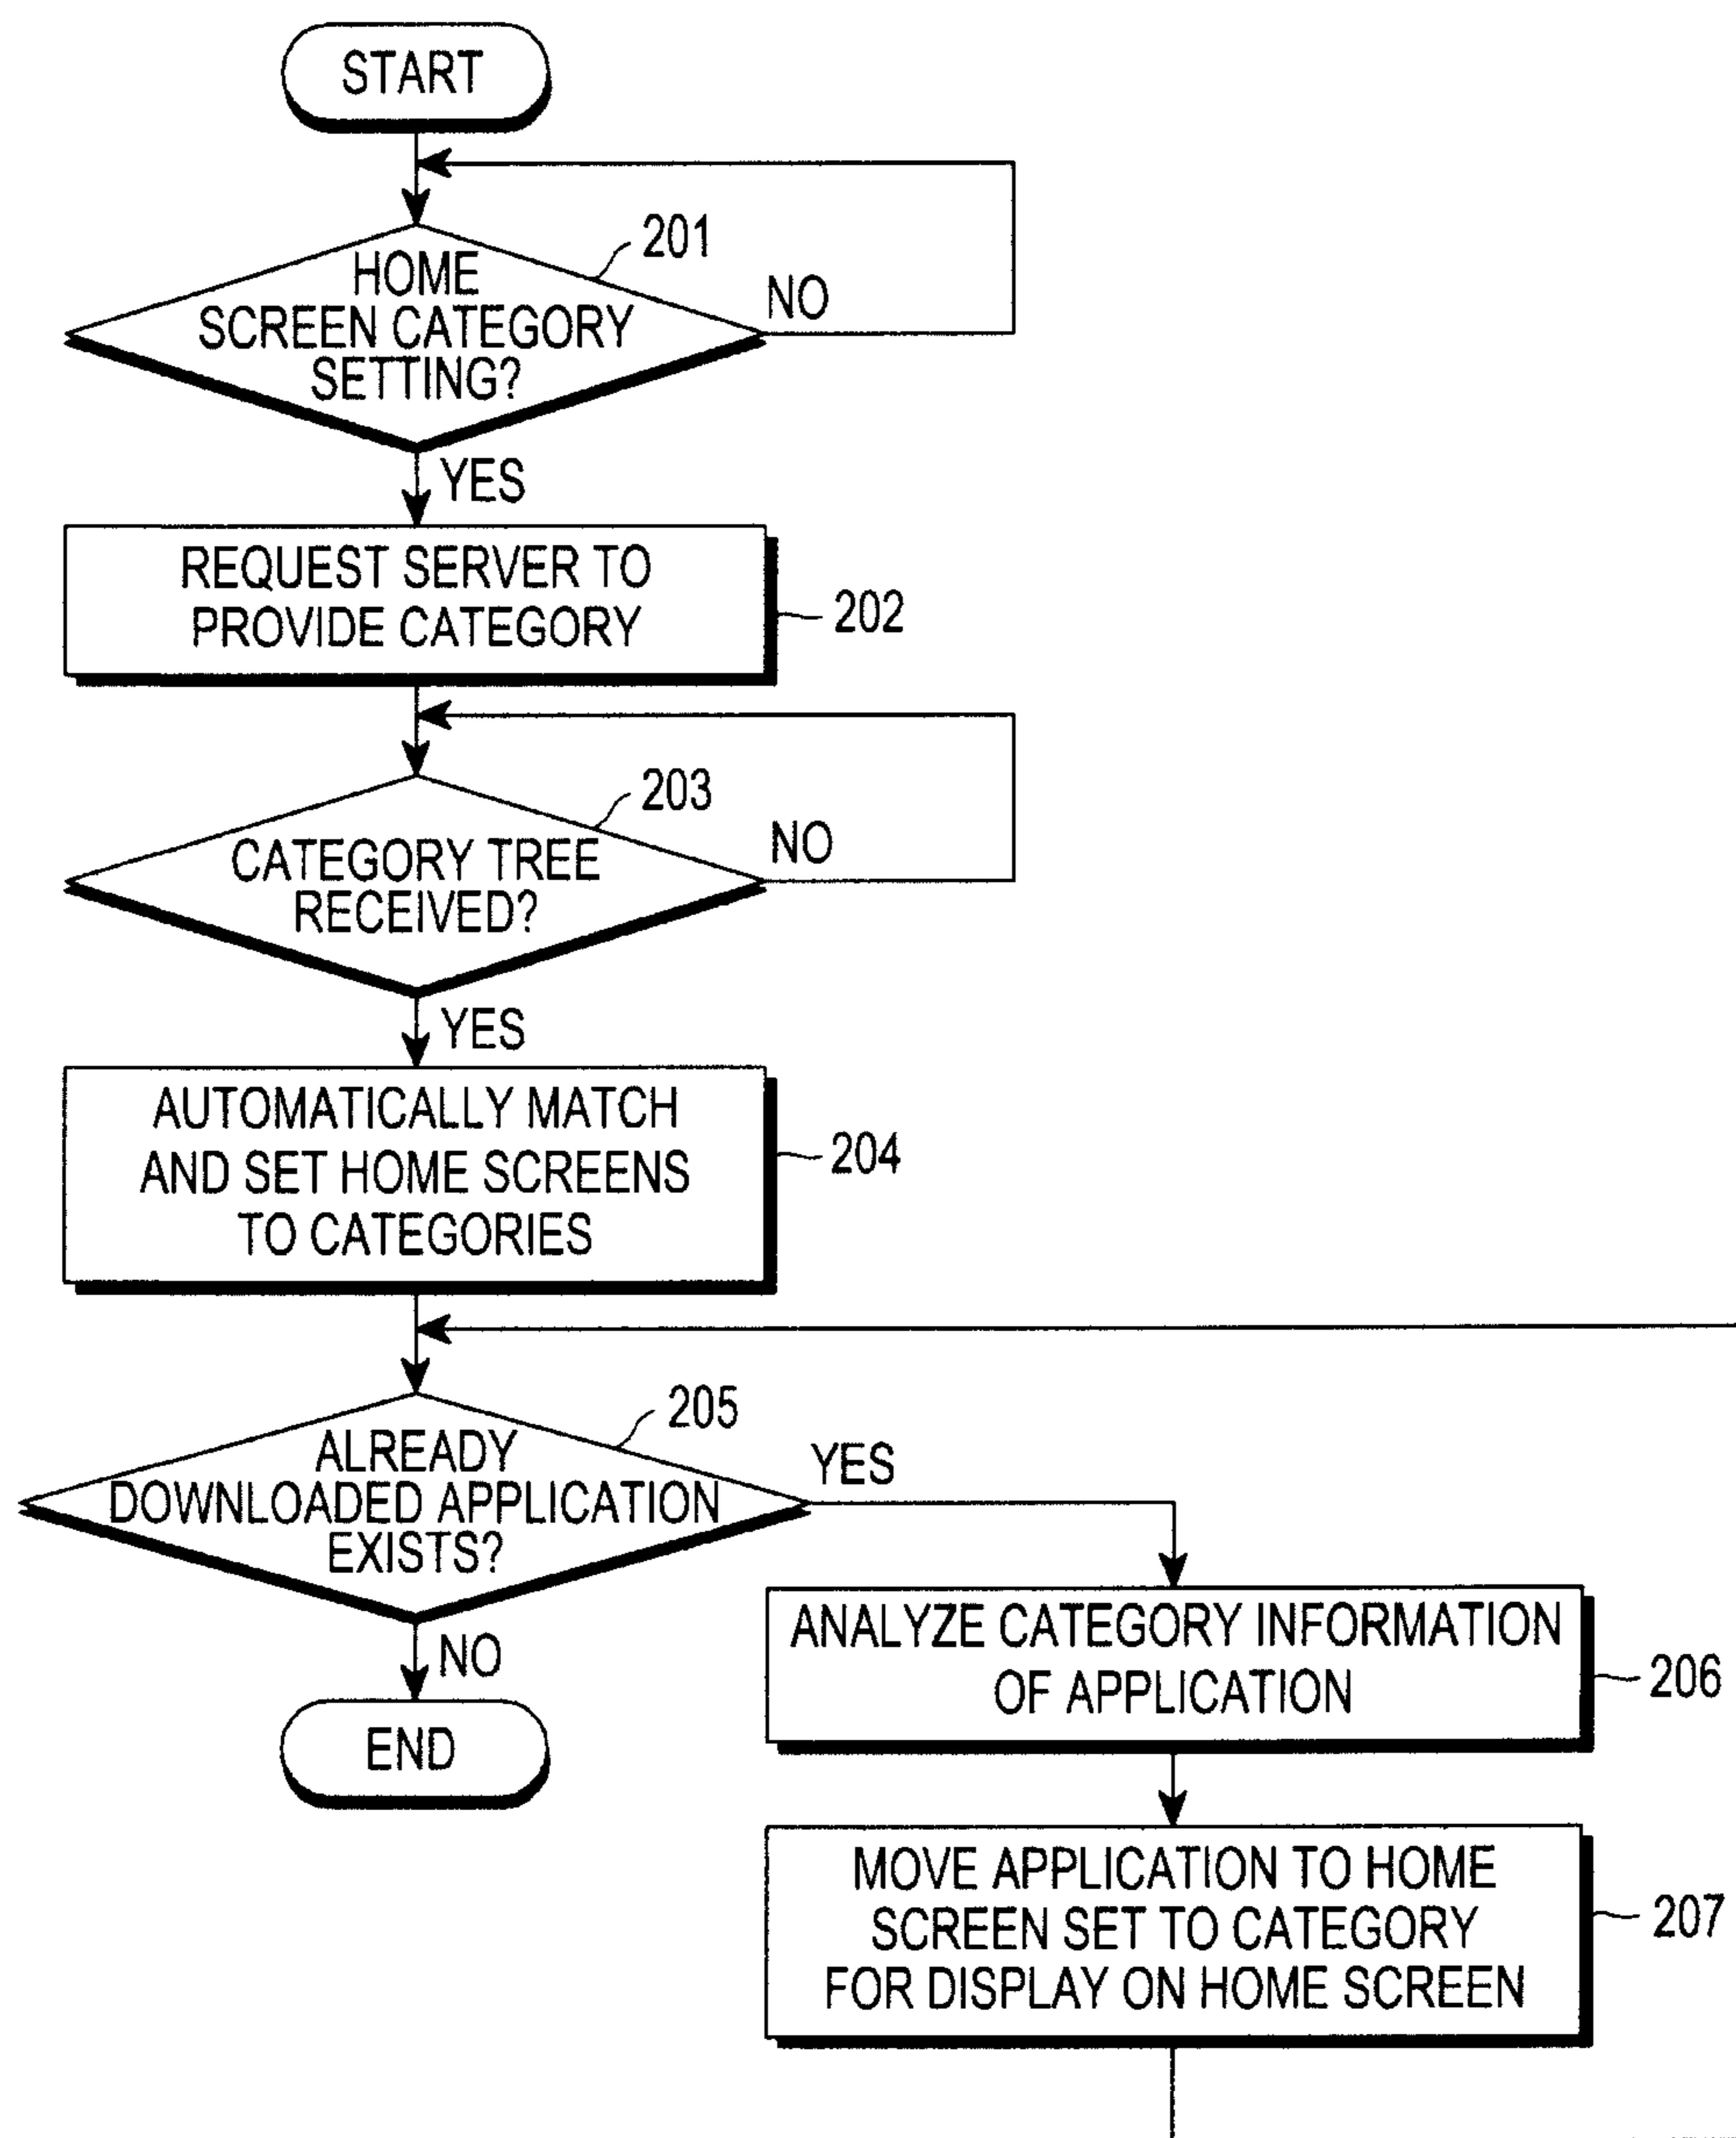 START
201
HOME
SCREEN CATEGORY
SETTING?
NO
YES
REQUEST SERVER TO
PROVIDE CATEGORY
202
203
CATEGORY TREE
RECEIVED?
NO
YES
AUTOMATICALLY MATCH
AND SET HOME SCREENS
TO CATEGORIES
204
205
ALREADY
DOWNLOADED APPLICATION
EXISTS?
YES
NO
END
ANALYZE CATEGORY INFORMATION
OF APPLICATION
206
MOVE APPLICATION TO HOME
SCREEN SET TO CATEGORY
FOR DISPLAY ON HOME SCREEN
207